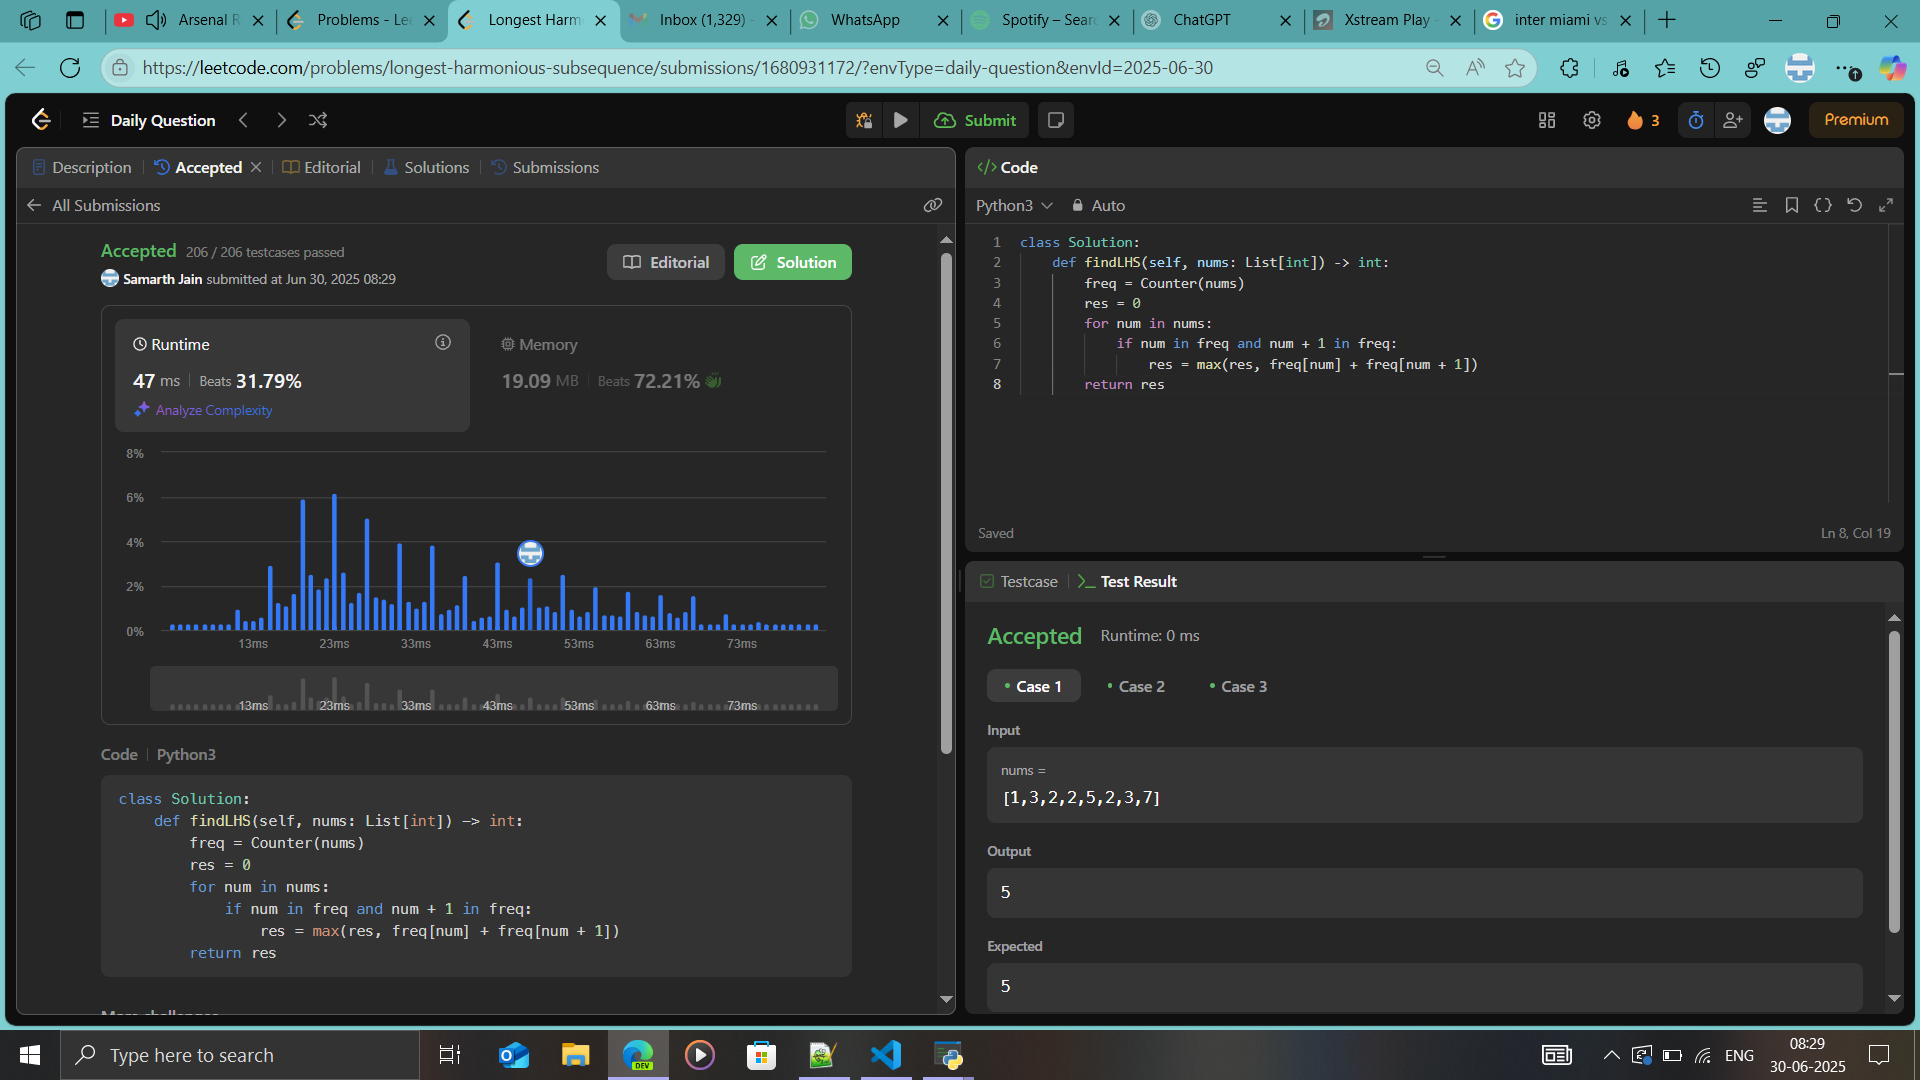 Arsenal R
Problems - Lee
Longest Harm
Inbox (1,329) -
WhatsApp
Spotify – Sear
ChatGPT
Xstream Play -
inter miami vs
https://leetcode.com/problems/longest-harmonious-subsequence/submissions/1680931172/?envType=daily-question&envId=2025-06-30
Daily Question
Submit
3
Premium
Description
Accepted
Editorial
Solutions
Submissions
All Submissions
Accepted 206 / 206 testcases passed
Samarth Jain submitted at Jun 30, 2025 08:29
Editorial
Solution
Runtime
47 ms Beats 31.79%
Analyze Complexity
Memory
19.09 MB Beats 72.21%
8%
6%
4%
2%
0%
13ms 23ms 33ms 43ms 53ms 63ms 73ms
13ms 23ms 33ms 43ms 53ms 63ms 73ms
Code Python3
class Solution:
def findLHS(self, nums: List[int]) -> int:
freq = Counter(nums)
res = 0
for num in nums:
if num in freq and num + 1 in freq:
res = max(res, freq[num] + freq[num + 1])
return res
More challenges
</> Code
Python3 Auto
1 class Solution:
2 def findLHS(self, nums: List[int]) -> int:
3 freq = Counter(nums)
4 res = 0
5 for num in nums:
6 if num in freq and num + 1 in freq:
7 res = max(res, freq[num] + freq[num + 1])
8 return res
Saved
Ln 8, Col 19
Testcase
Test Result
Accepted Runtime: 0 ms
Case 1
Case 2
Case 3
Input
nums =
[1,3,2,2,5,2,3,7]
Output
5
Expected
5
Type here to search
DEV
ENG
08:29
30-06-2025